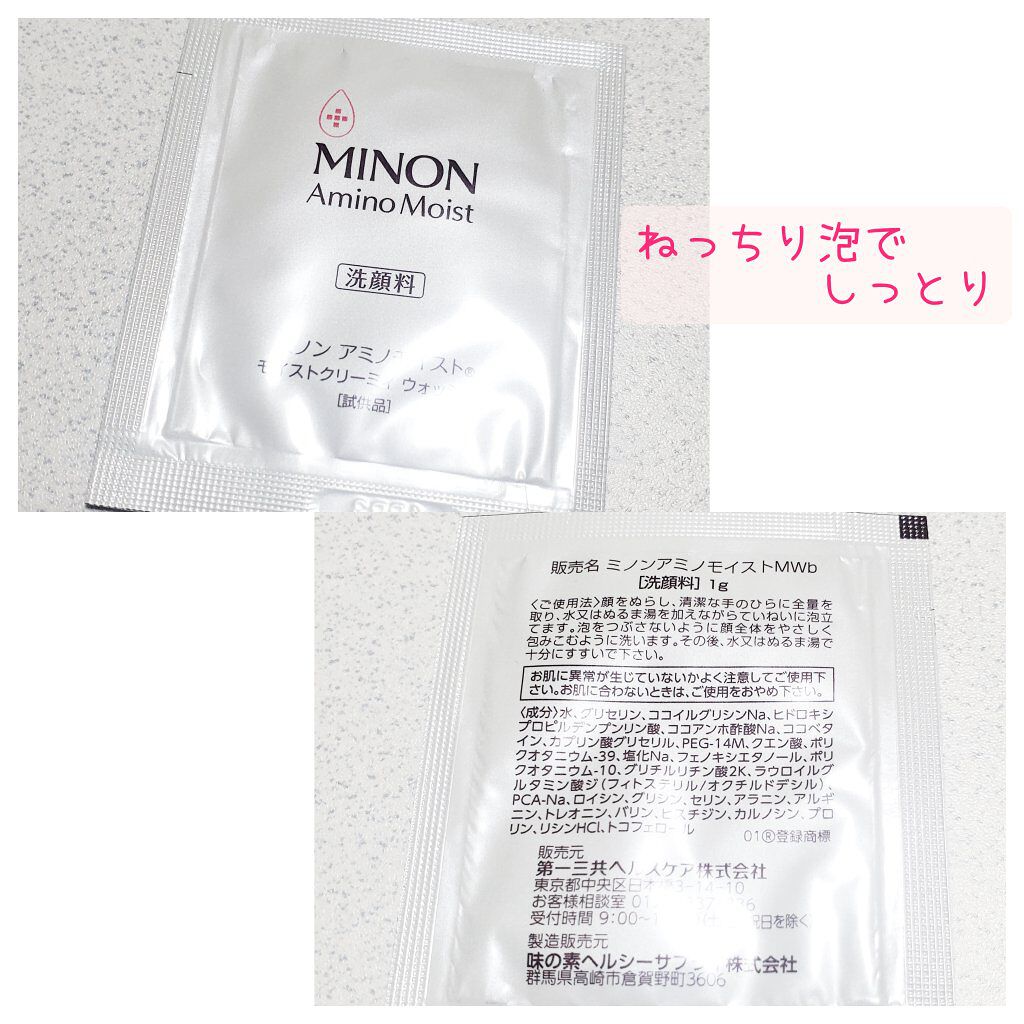 MINON
Amino Moist
洗顔料
ノン アミノモイスト®
モイストクリーミィ ウォッシ
[試供品]
ねっちり泡で
しっとり
販売名 ミノンアミノモイストMWb
[洗顔料] 1g
〈ご使用法〉顔をぬらし、清潔な手のひらに全量を
取り、水又はぬるま湯を加えながらていねいに泡立
てます。泡をつぶさないように顔全体をやさしく
包みこむように洗います。その後、水又はぬるま湯で
十分にすすいで下さい。
お肌に異常が生じていないかよく注意してご使用下
さい。お肌に合わないときは、ご使用をおやめ下さい。
〈成分〉水、グリセリン、ココイルグリシンNa、ヒドロキシ
プロピルデンプンリン酸、ココアンホ酢酸Na、ココベタ
イン、カプリン酸グリセリル、PEG-14M、クエン酸、ポリ
クオタニウム-39、塩化Na、フェノキシエタノール、ポリ
クオタニウム-10、グリチルリチン酸2K、ラウロイルグ
ルタミン酸ジ(フィトステリル/オクチルドデシル)、
PCA-Na、ロイシン、グリシン、セリン、アラニン、アルギ
ニン、トレオニン、バリン、ヒスチジン、カルノシン、プロ
リン、リシンHCl、トコフェロール
01®登録商標
販売元
第一三共ヘルスケア株式会社
東京都中央区日本橋3-14-10
お客様相談室
受付時間 9:00~ 祝日を除く
製造販売元
味の素ヘルシーサプライ株式会社
群馬県高崎市倉賀野町3606